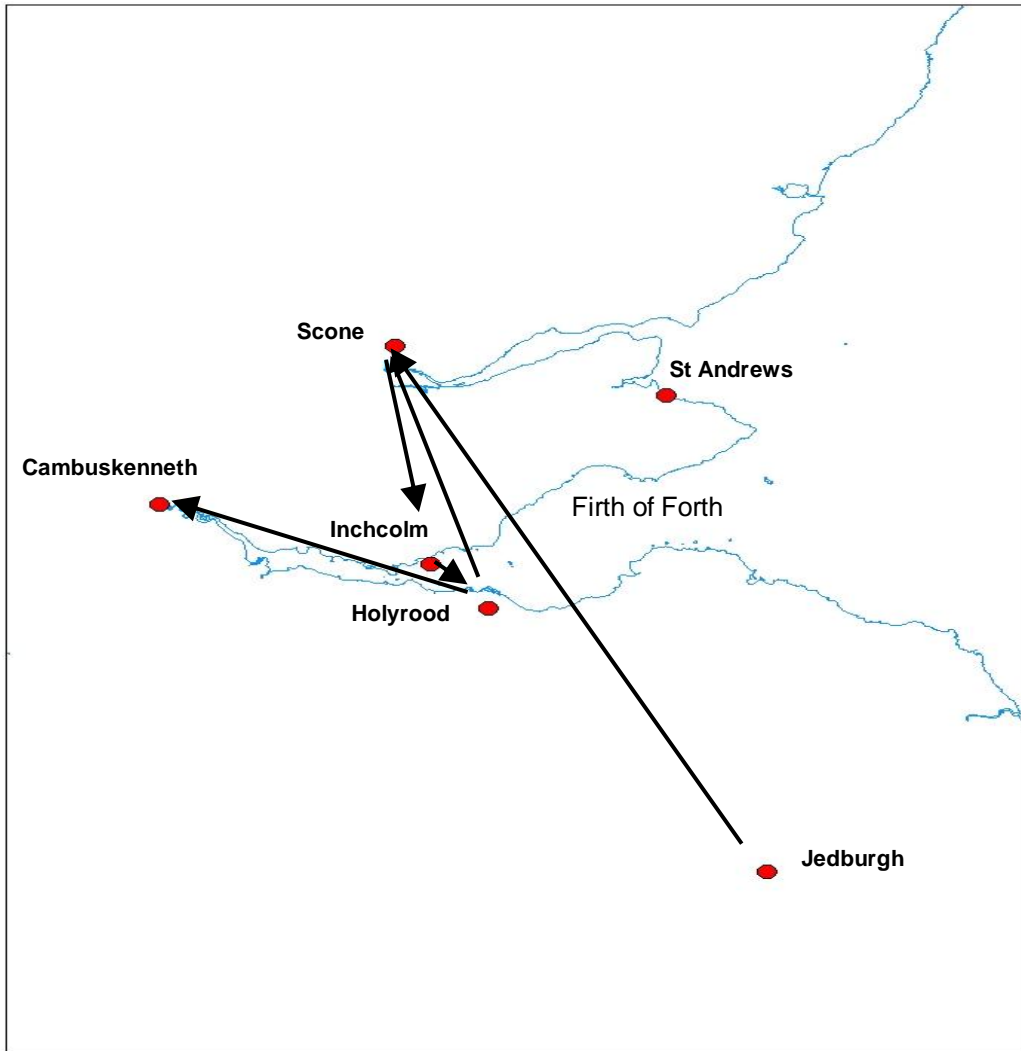 Scone
St Andrews
Cambuskenneth
Firth of Forth
Inchcolm
Holyrood
Jedburgh